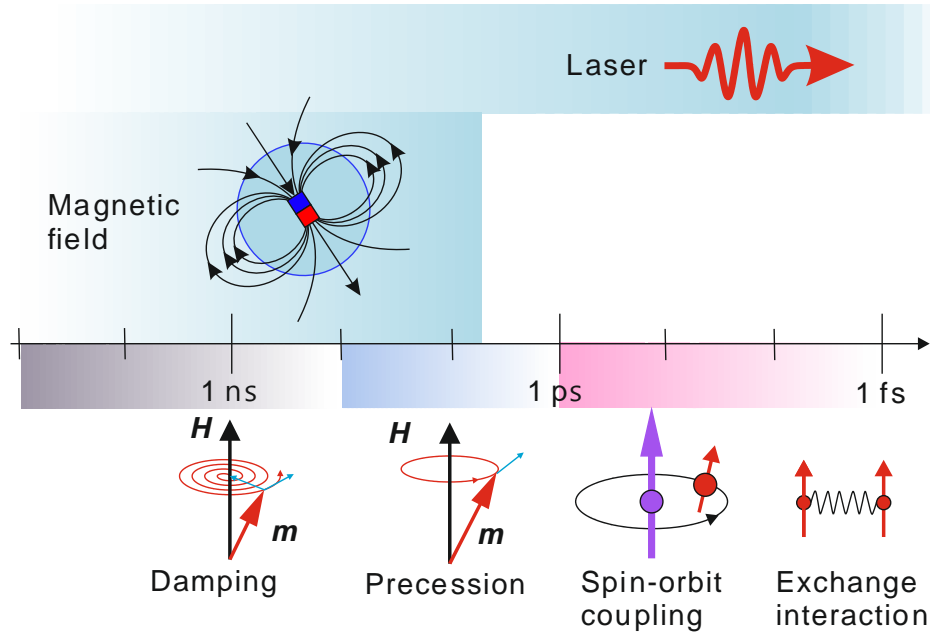 Laser
Magnetic
field
1 ns
1 ps
1 fs
H
H
m
m
Damping
Precession
Spin-orbit
coupling
Exchange
interaction